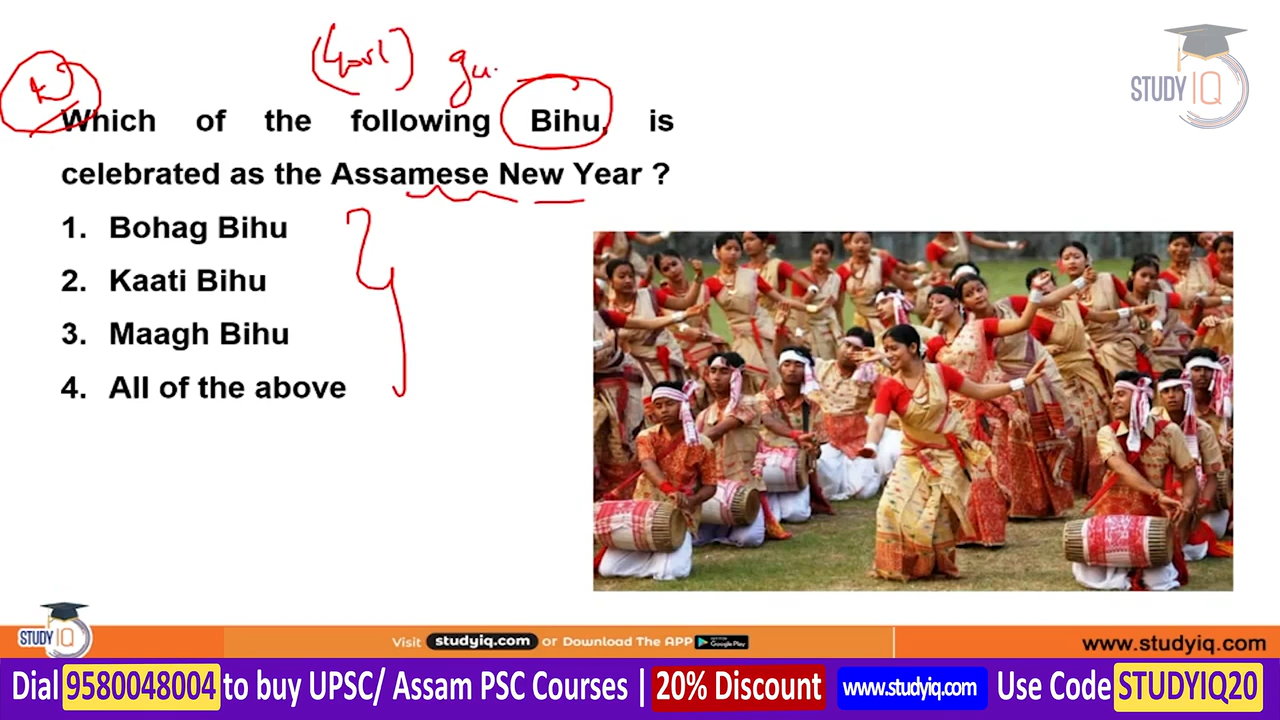 STUDY IQ
Which of the following Bihu, is
celebrated as the Assamese New Year ?
1. Bohag Bihu
2. Kaati Bihu
3. Maagh Bihu
4. All of the above
STUDY IQ
Visit studyiq.com or Download The APP Google Play
www.studyiq.com
Dial 9580048004 to buy UPSC/ Assam PSC Courses | 20% Discount www.studyiq.com Use Code STUDYIQ20